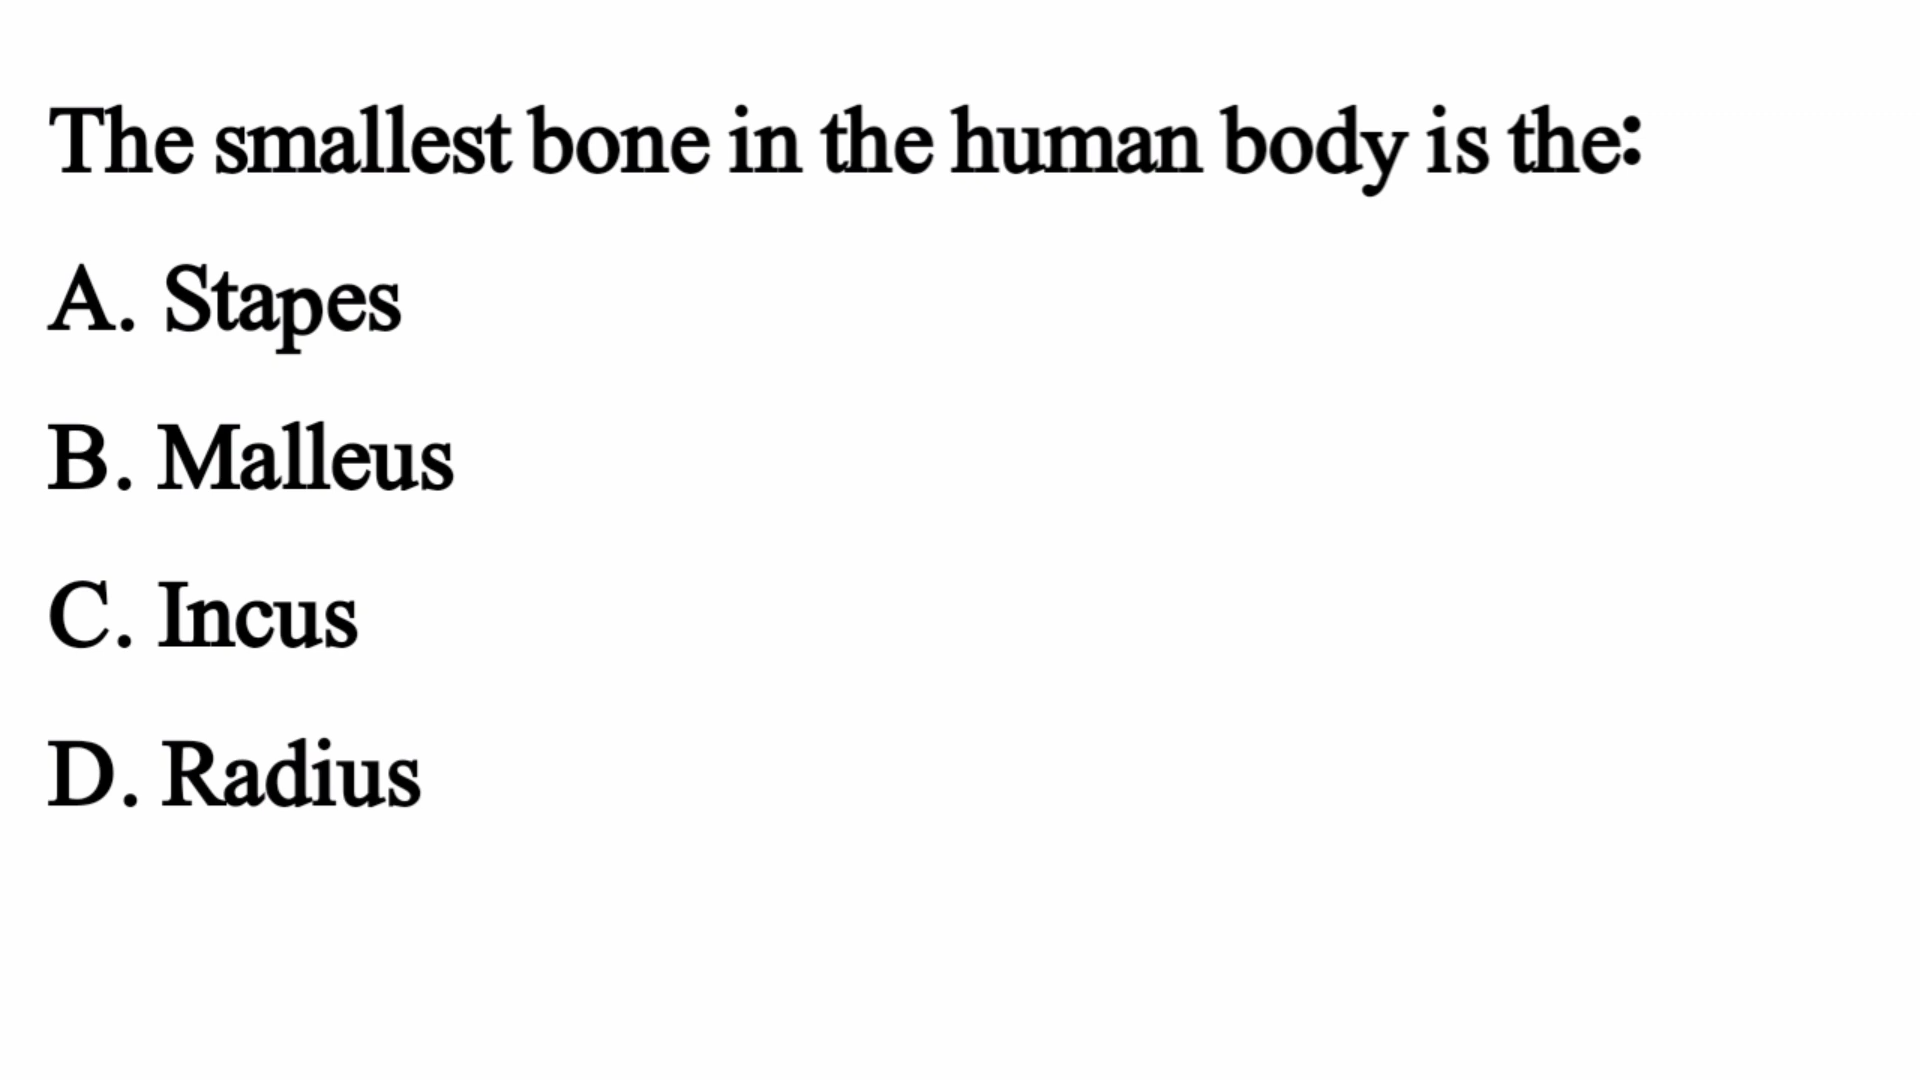 The smallest bone in the human body is the:
A. Stapes
B. Malleus
C. Incus
D. Radius